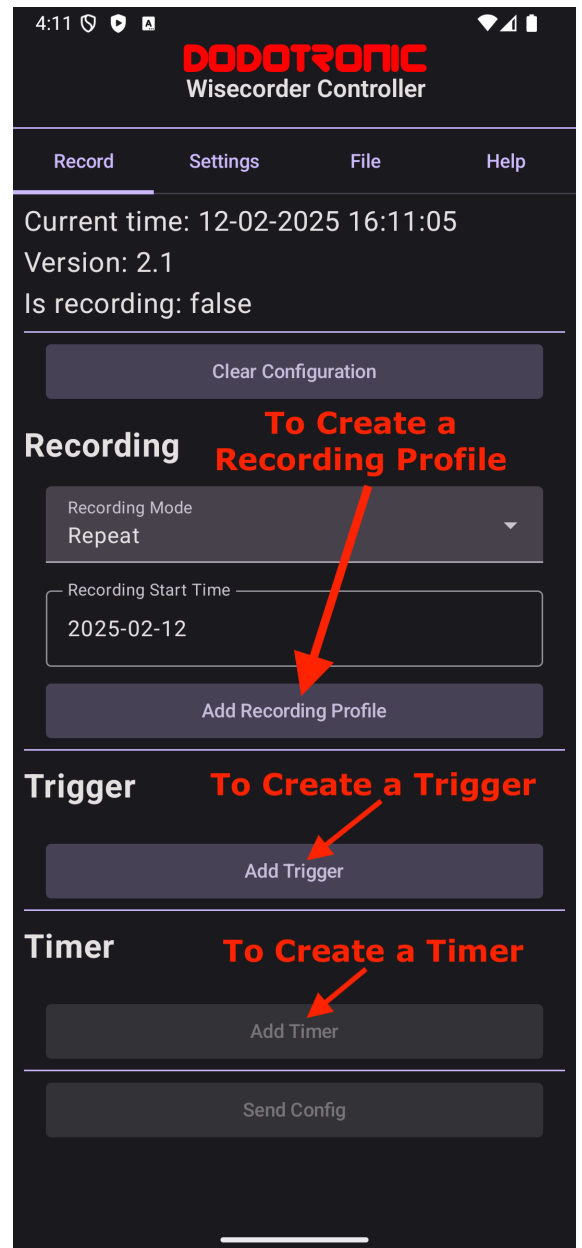 4:11
DODOTRONIC
Wisecorder Controller
Record Settings File Help
Current time: 12-02-2025 16:11:05
Version: 2.1
Is recording: false
Clear Configuration
To Create a
Recording Profile
Recording
Recording Mode
Repeat
Recording Start Time
2025-02-12
Add Recording Profile
Trigger
To Create a Trigger
Add Trigger
Timer
To Create a Timer
Add Timer
Send Config